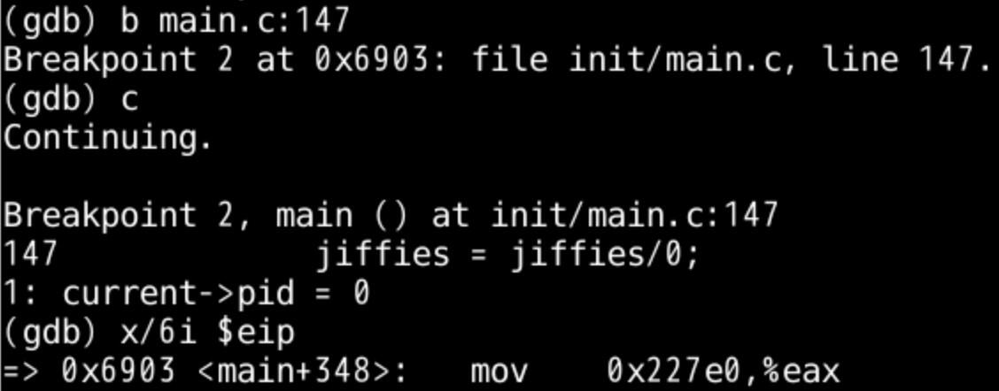 (gdb) b main.c:147
Breakpoint 2 at 0x6903: file init/main.c, line 147.
(gdb) c
Continuing.
Breakpoint 2, main () at init/main.c:147
147 jiffies = jiffies/0;
1: current->pid = 0
(gdb) x/6i $eip
=> 0x6903 <main+348>: mov 0x227e0,%eax